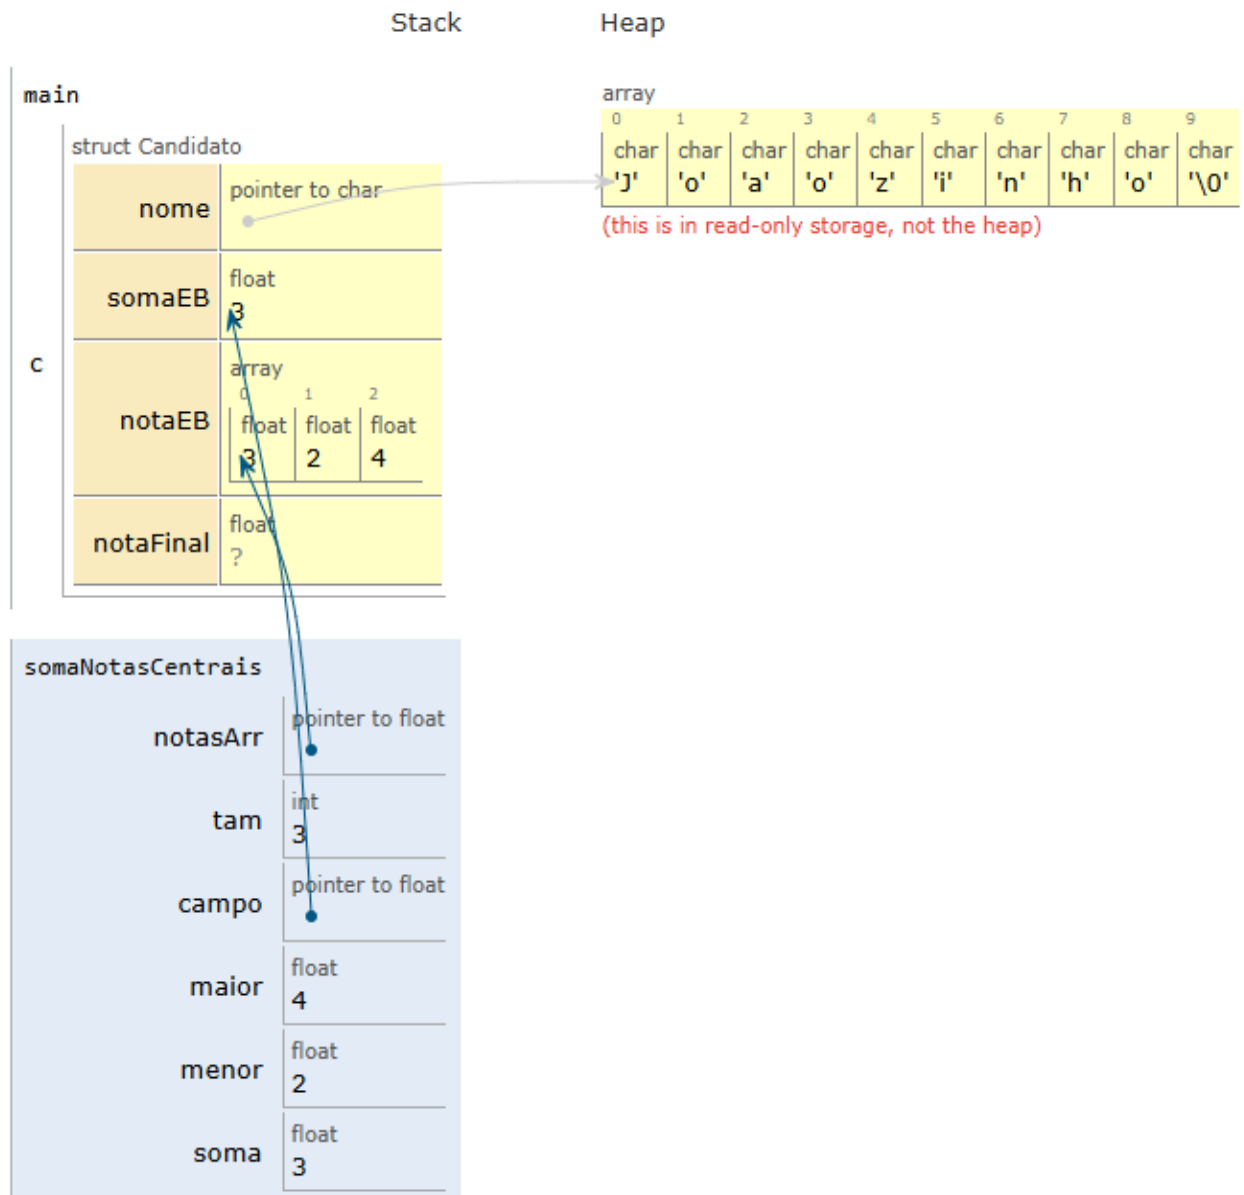 Stack Heap
main
array
0 1 2 3 4 5 6 7 8 9
char char char char char char char char char char
'J' 'o' 'a' 'o' 'z' 'i' 'n' 'h' 'o' '\0'
(this is in read-only storage, not the heap)
struct Candidato
nome
pointer to char
somaEB
float
3
c
notaEB
array
0 1 2
float float float
3 2 4
notaFinal
float
?
somaNotasCentrais
notasArr
pointer to float
tam
int
3
campo
pointer to float
maior
float
4
menor
float
2
soma
float
3